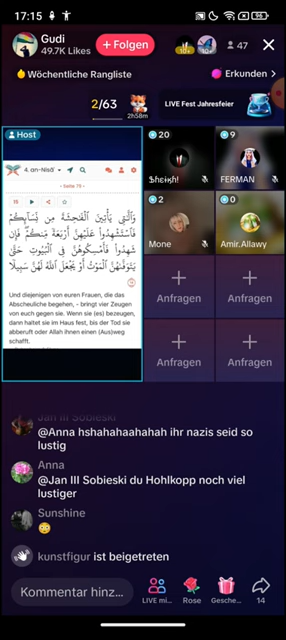 17:15
96
Gudi
49.7K Likes
+ Folgen
10+
10+
47
Wöchentliche Rangliste
Erkunden >
2/63
2h58m
LIVE Fest Jahresfeier
Host
4. an-Nisāʾ
- Seite 15 -
15
وَٱلَّٰتِى يَأْتِينَ ٱلْفَٰحِشَةَ مِن نِّسَآئِكُمْ
فَٱسْتَشْهِدُوا۟ عَلَيْهِنَّ أَرْبَعَةً مِّنكُمْ ۖ فَإِن
شَهِدُوا۟ فَأَمْسِكُوهُنَّ فِى ٱلْبُيُوتِ حَتَّىٰ
يَتَوَفَّىٰهُنَّ ٱلْمَوْتُ أَوْ يَجْعَلَ ٱللَّهُ لَهُنَّ سَبِيلًا
Und diejenigen von euren Frauen, die das
Abscheuliche begehen, - bringt vier Zeugen
von euch gegen sie. Wenn sie (es) bezeugen,
dann haltet sie im Haus fest, bis der Tod sie
abberuft oder Allah ihnen einen (Aus)weg
schafft.
20
9
FERMAN
2
0
Mone
Amir.Allawy
Anfragen
Anfragen
Anfragen
Anfragen
Jan III Sobieski
@Anna hshahahaahahah ihr nazis seid so
lustig
Anna
@Jan III Sobieski du Hohlkopp noch viel
lustiger
Sunshine
😳
kunstfigur ist beigetreten
Kommentar hinz...
LIVE mi...
Rose
Gesche...
14